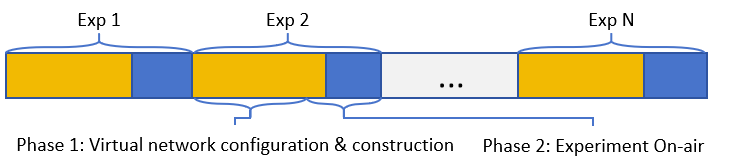 Exp 1 Exp 2 Exp N
...
Phase 1: Virtual network configuration & construction Phase 2: Experiment On-air